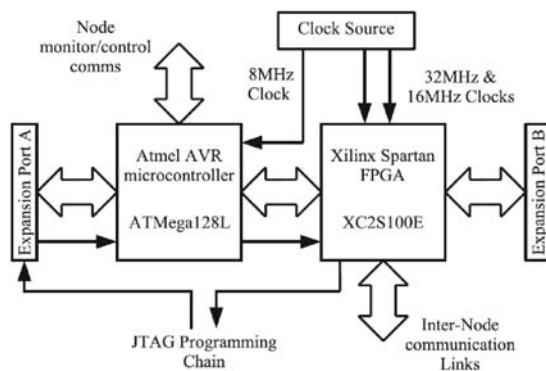 Node
monitor/control
comms
Clock Source
8MHz
Clock
32MHz &
16MHz Clocks
Expansion Port A
Atmel AVR
microcontroller
ATMega128L
Xilinx Spartan
FPGA
XC2S100E
Expansion Port B
JTAG Programming
Chain
Inter-Node
communication
Links